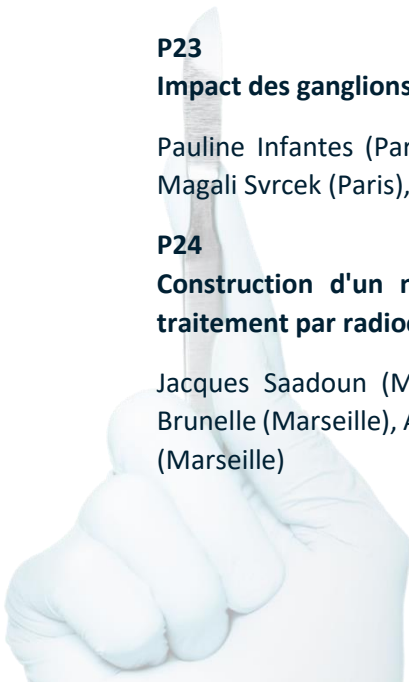 P23
Impact des ganglions
Pauline Infantes (Par
Magali Svrcek (Paris),
P24
Construction d'un
traitement par
Jacques Saadoun
Brunelle (Marseille),
(Marseille)